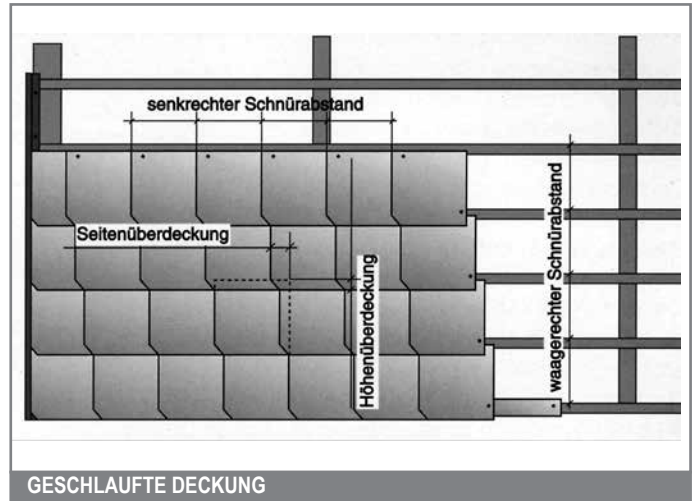 senkrechter Schnürabstand
Seitenüberdeckung
Höhenüberdeckung
waagerechter Schnürabstand
GESCHLAUFTE DECKUNG